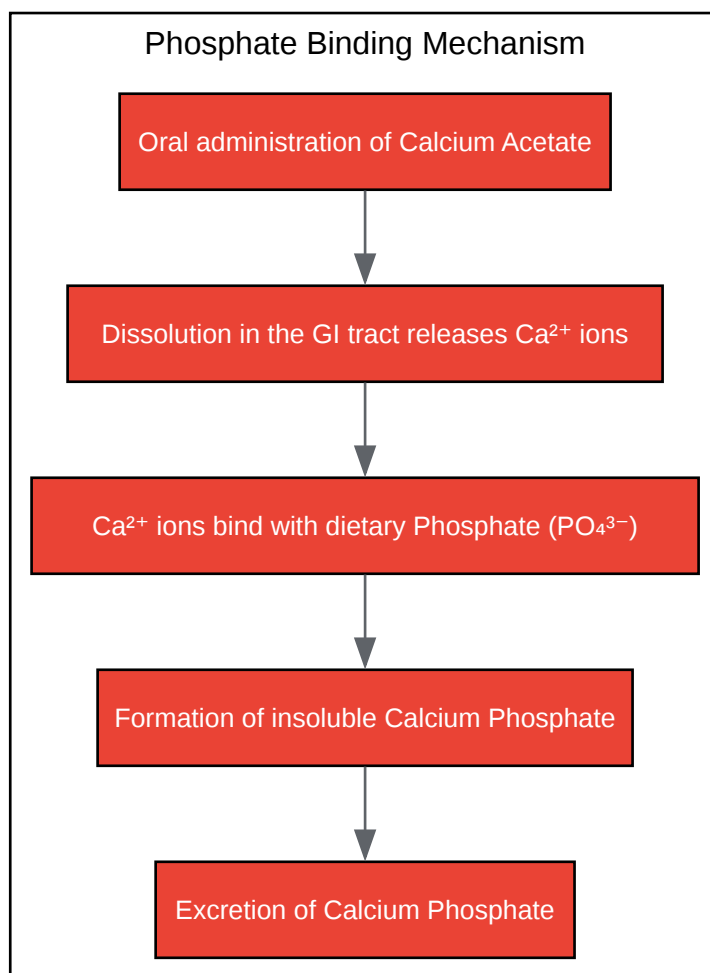 Phosphate Binding Mechanism
Oral administration of Calcium Acetate
Dissolution in the GI tract releases Ca²⁺ ions
Ca²⁺ ions bind with dietary Phosphate (PO₄³⁻)
Formation of insoluble Calcium Phosphate
Excretion of Calcium Phosphate